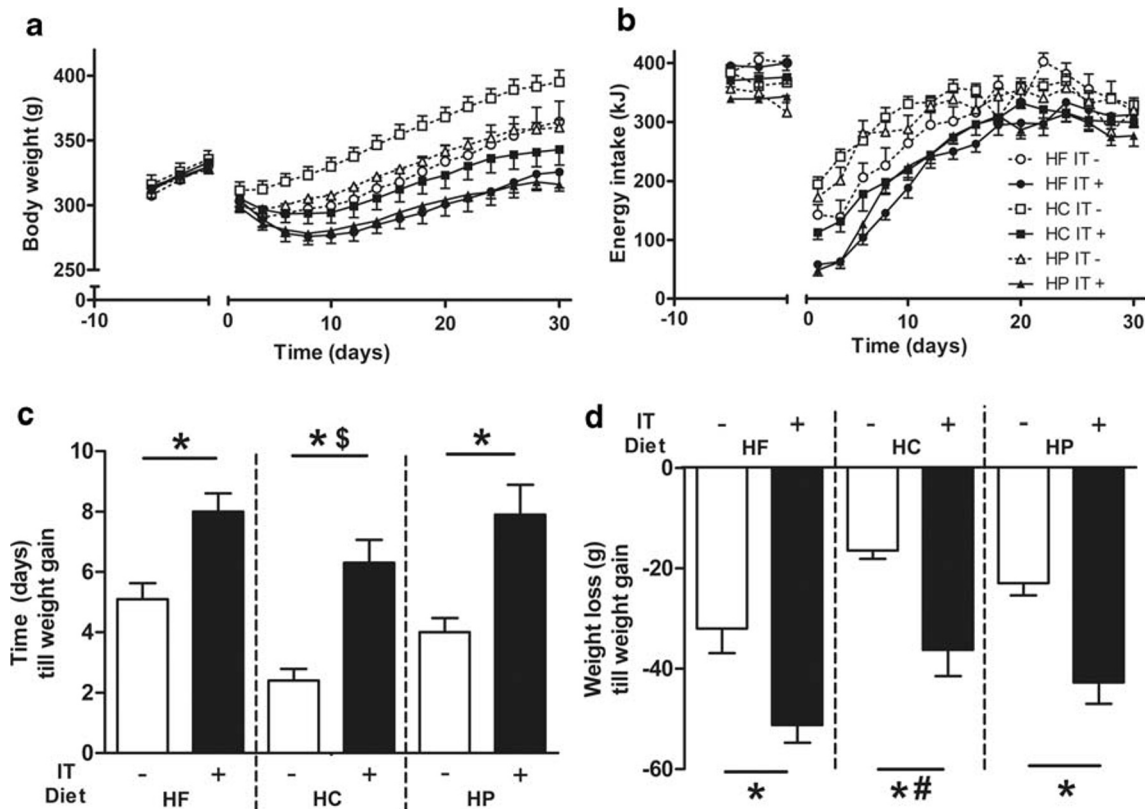 a
Body weight (g)
400
350
300
250
0
-10
0
10
20
30
Time (days)
b
Energy intake (kJ)
400
300
200
100
0
HF IT -
HF IT +
HC IT -
HC IT +
HP IT -
HP IT +
-10
0
10
20
30
Time (days)
c
Time (days)
till weight gain
10
8
6
4
2
0
* * $ *
IT - + - + - +
Diet HF HC HP
d
IT - + - + - +
Diet HF HC HP
Weight loss (g)
till weight gain
0
-20
-40
-60
* * # *